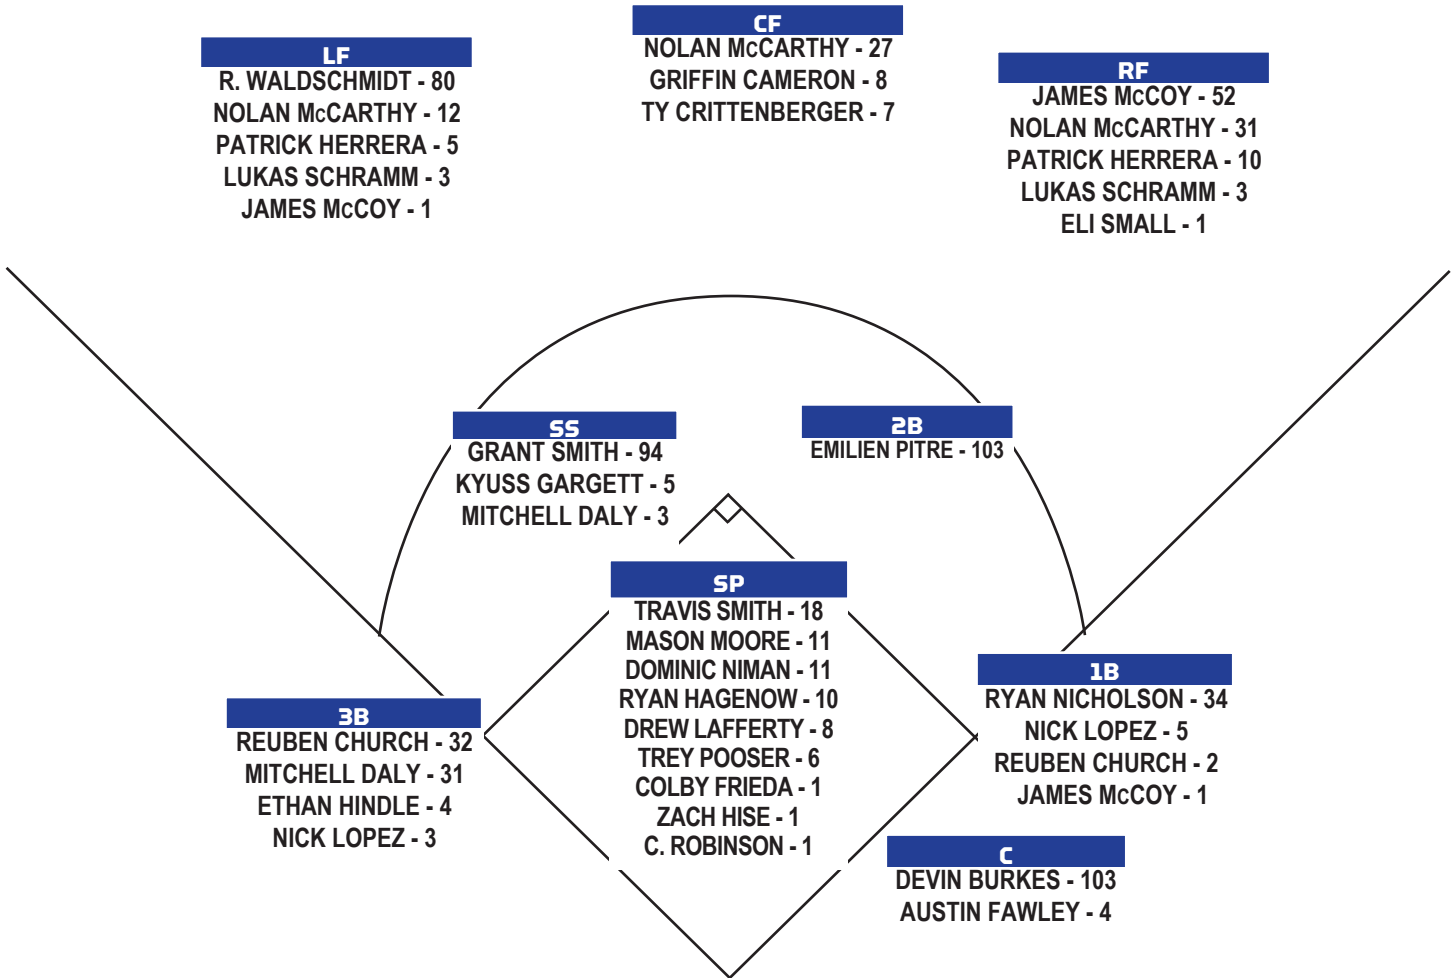 LF
R. WALDSCHMIDT - 80
NOLAN McCARTHY - 12
PATRICK HERRERA - 5
LUKAS SCHRAMM - 3
JAMES McCOY - 1
CF
NOLAN McCARTHY - 27
GRIFFIN CAMERON - 8
TY CRITTENBERGER - 7
RF
JAMES McCOY - 52
NOLAN McCARTHY - 31
PATRICK HERRERA - 10
LUKAS SCHRAMM - 3
ELI SMALL - 1
SS
GRANT SMITH - 94
KYUSS GARGETT - 5
MITCHELL DALY - 3
2B
EMILIEN PITRE - 103
SP
TRAVIS SMITH - 18
MASON MOORE - 11
DOMINIC NIMAN - 11
RYAN HAGENOW - 10
DREW LAFFERTY - 8
TREY POOSER - 6
COLBY FRIEDA - 1
ZACH HISE - 1
C. ROBINSON - 1
3B
REUBEN CHURCH - 32
MITCHELL DALY - 31
ETHAN HINDLE - 4
NICK LOPEZ - 3
1B
RYAN NICHOLSON - 34
NICK LOPEZ - 5
REUBEN CHURCH - 2
JAMES McCOY - 1
C
DEVIN BURKES - 103
AUSTIN FAWLEY - 4